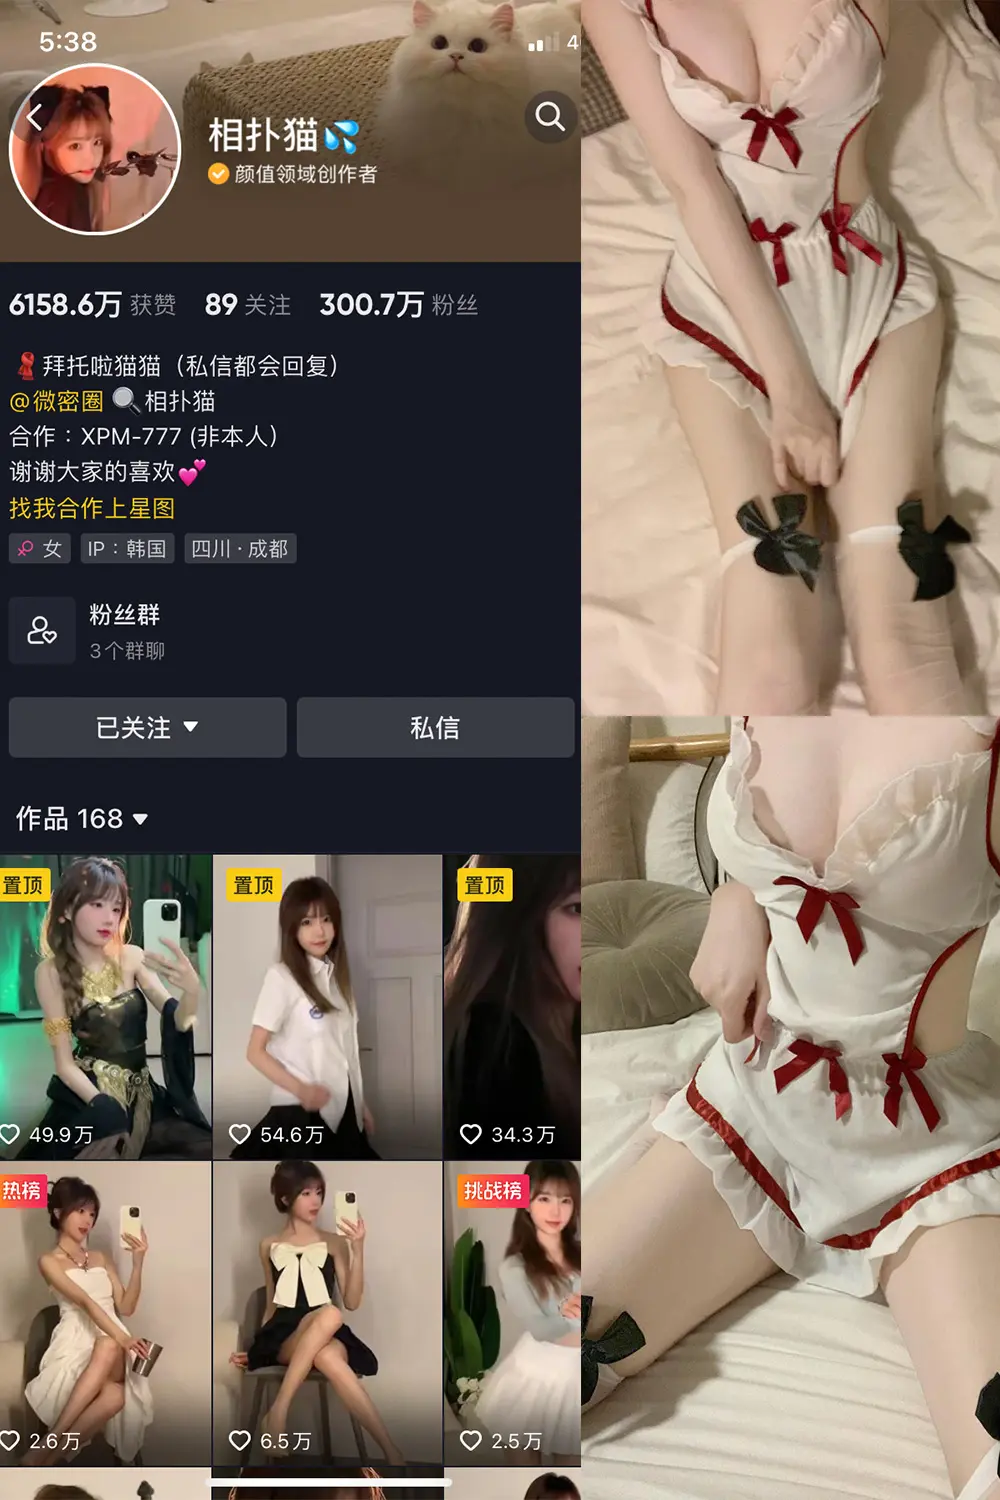 5:38
4
相扑猫💦
颜值领域创作者
6158.6万 获赞 89 关注 300.7万 粉丝
拜托啦猫猫（私信都会回复）
@微密圈 🔍相扑猫
合作：XPM-777 (非本人)
谢谢大家的喜欢💕
找我合作上星图
女 IP：韩国 四川·成都
粉丝群
3个群聊
已关注 私信
作品 168
置顶 置顶 置顶
49.9万 54.6万 34.3万
热榜 挑战榜
2.6万 6.5万 2.5万